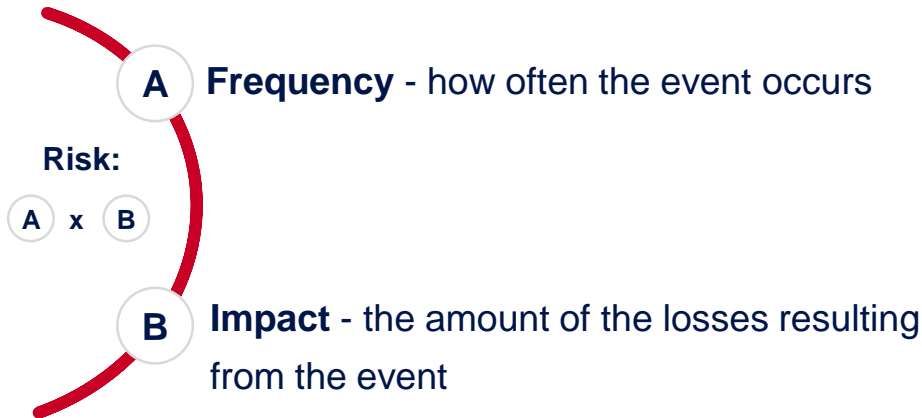 A Frequency - how often the event occurs
Risk:
A x B
B Impact - the amount of the losses resulting
from the event